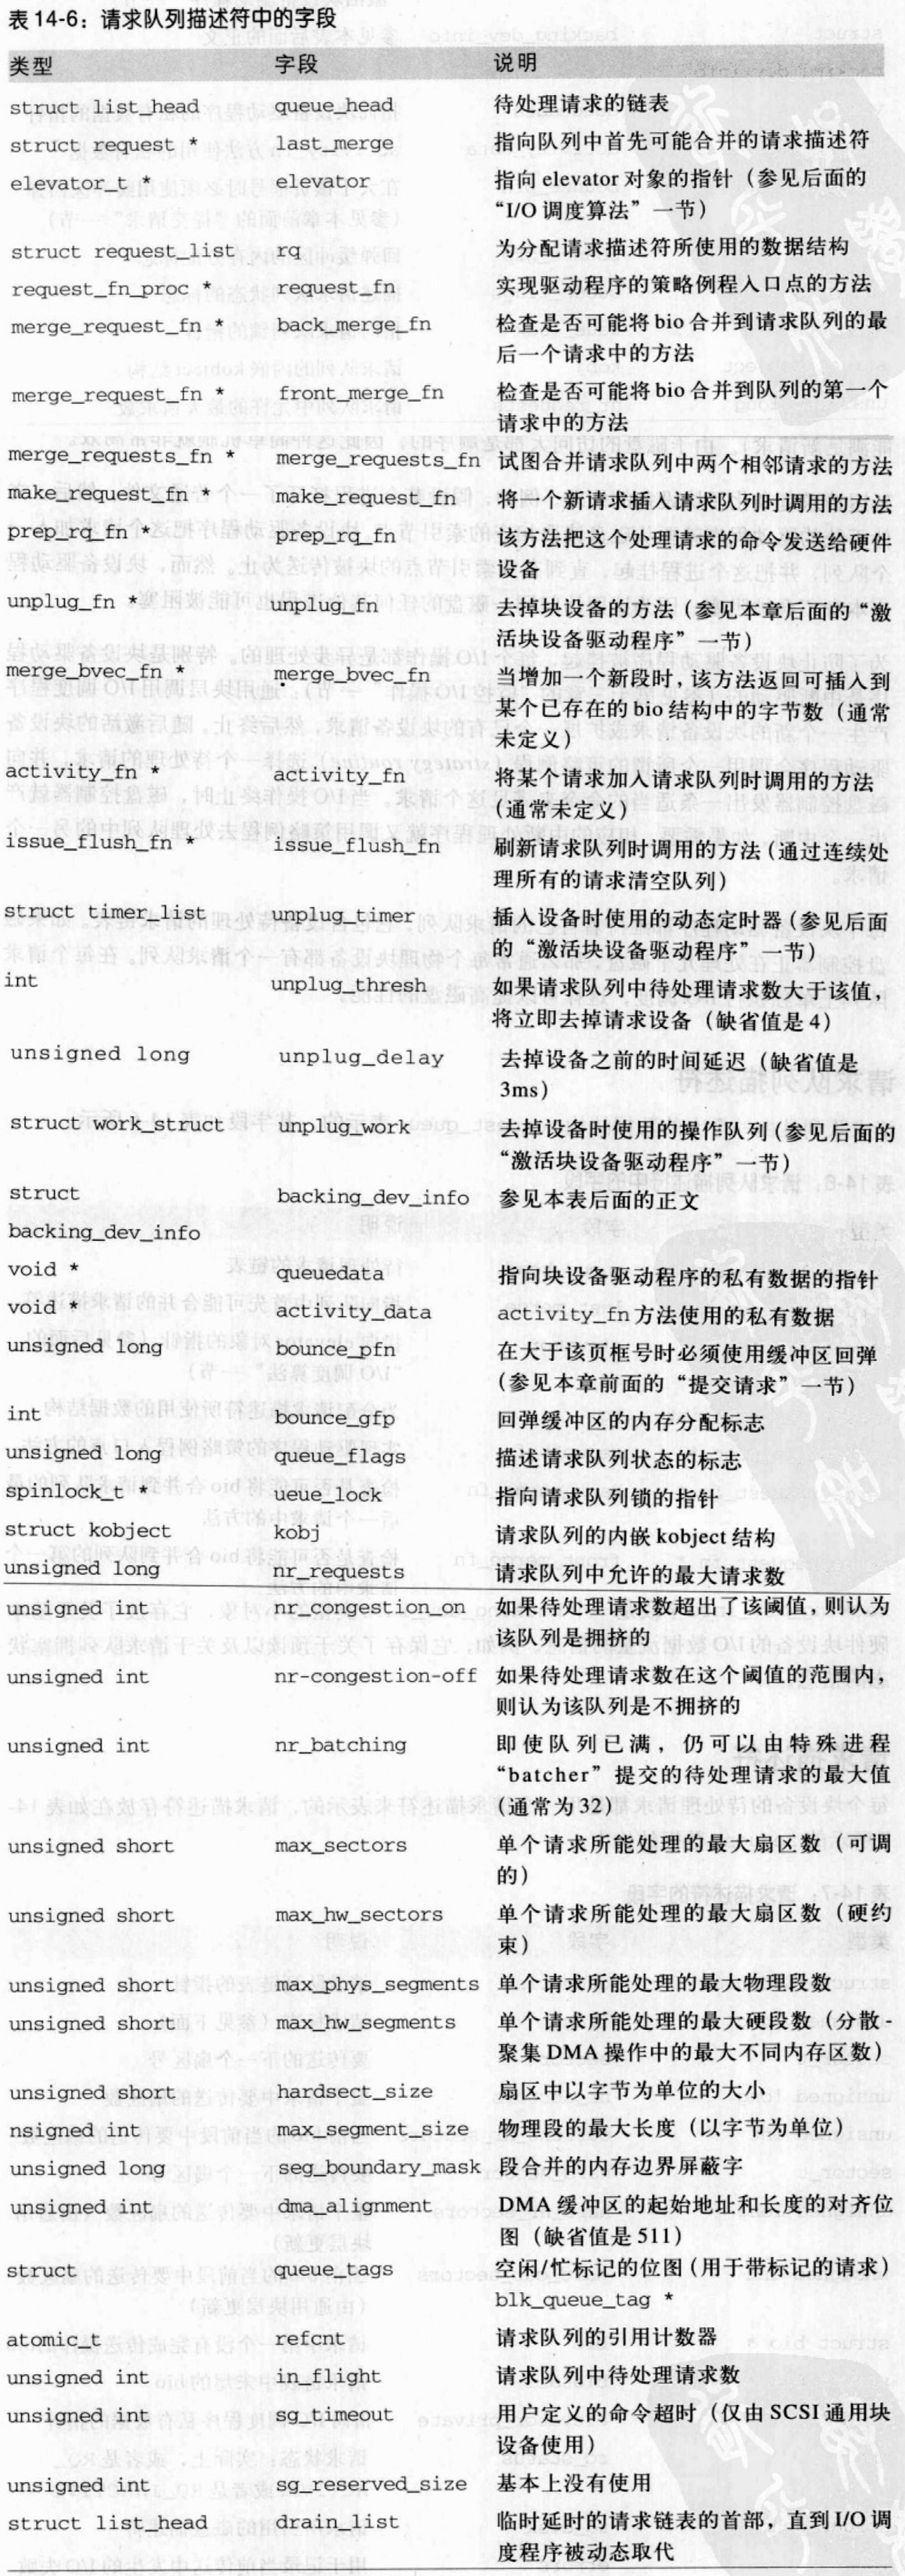 表 14-6：请求队列描述符中的字段
类型 字段 说明
struct list_head queue_head 待处理请求的链表
struct request * last_merge 指向队列中首先可能合并的请求描述符
elevator_t * elevator 指向 elevator 对象的指针（参见后面的
“I/O 调度算法”一节）
struct request_list rq 为分配请求描述符所使用的数据结构
request_fn_proc * request_fn 实现驱动程序的策略例程入口点的方法
merge_request_fn * back_merge_fn 检查是否可能将 bio 合并到请求队列的最
后一个请求中的方法
merge_request_fn * front_merge_fn 检查是否可能将 bio 合并到队列的第一个
请求中的方法
merge_requests_fn * merge_requests_fn 试图合并请求队列中两个相邻请求的方法
make_request_fn * make_request_fn 将一个新请求插入请求队列时调用的方法
prep_rq_fn * prep_rq_fn 该方法把这个处理请求的命令发送给硬件
设备
unplug_fn * unplug_fn 去掉块设备的方法（参见本章后面的“激
活块设备驱动程序”一节）
merge_bvec_fn * merge_bvec_fn 当增加一个新段时，该方法返回可插入到
某个已存在的 bio 结构中的字节数（通常
未定义）
activity_fn * activity_fn 将某个请求加入请求队列时调用的方法
（通常未定义）
issue_flush_fn * issue_flush_fn 刷新请求队列时调用的方法（通过连续处
理所有的请求清空队列）
struct timer_list unplug_timer 插入设备时使用的动态定时器（参见后面
的“激活块设备驱动程序”一节）
int unplug_thresh 如果请求队列中待处理请求数大于该值，
将立即去掉请求设备（缺省值是 4）
unsigned long unplug_delay 去掉设备之前的时间延迟（缺省值是
3ms）
struct work_struct unplug_work 去掉设备时使用的操作队列（参见后面的
“激活块设备驱动程序”一节）
struct backing_dev_info 参见本表后面的正文
backing_dev_info
void * queuedata 指向块设备驱动程序的私有数据的指针
void * activity_data activity_fn 方法使用的私有数据
unsigned long bounce_pfn 在大于该页框号时必须使用缓冲区回弹
（参见本章前面的“提交请求”一节）
int bounce_gfp 回弹缓冲区的内存分配标志
unsigned long queue_flags 描述请求队列状态的标志
spinlock_t * ueue_lock 指向请求队列锁的指针
struct kobject kobj 请求队列的内嵌 kobject 结构
unsigned long nr_requests 请求队列中允许的最大请求数
unsigned int nr_congestion_on 如果待处理请求数超出了该阈值，则认为
该队列是拥挤的
unsigned int nr-congestion-off 如果待处理请求数在这个阈值的范围内，
则认为该队列是不拥挤的
unsigned int nr_batching 即使队列已满，仍可以由特殊进程
“batcher”提交的待处理请求的最大值
（通常为 32）
unsigned short max_sectors 单个请求所能处理的最大扇区数（可调
的）
unsigned short max_hw_sectors 单个请求所能处理的最大扇区数（硬约
束）
unsigned short max_phys_segments 单个请求所能处理的最大物理段数
unsigned short max_hw_segments 单个请求所能处理的最大硬段数（分散 -
聚集 DMA 操作中的最大不同内存区数）
unsigned short hardsect_size 扇区中以字节为单位的大小
nsigned int max_segment_size 物理段的最大长度（以字节为单位）
unsigned long seg_boundary_mask 段合并的内存边界屏蔽字
unsigned int dma_alignment DMA 缓冲区的起始地址和长度的对齐位
图（缺省值是 511）
struct queue_tags 空闲/忙标记的位图（用于带标记的请求）
blk_queue_tag *
atomic_t refcnt 请求队列的引用计数器
unsigned int in_flight 请求队列中待处理请求数
unsigned int sg_timeout 用户定义的命令超时（仅由 SCSI 通用块
设备使用）
unsigned int sg_reserved_size 基本上没有使用
struct list_head drain_list 临时延时的请求链表的首部，直到 I/O 调
度程序被动态取代